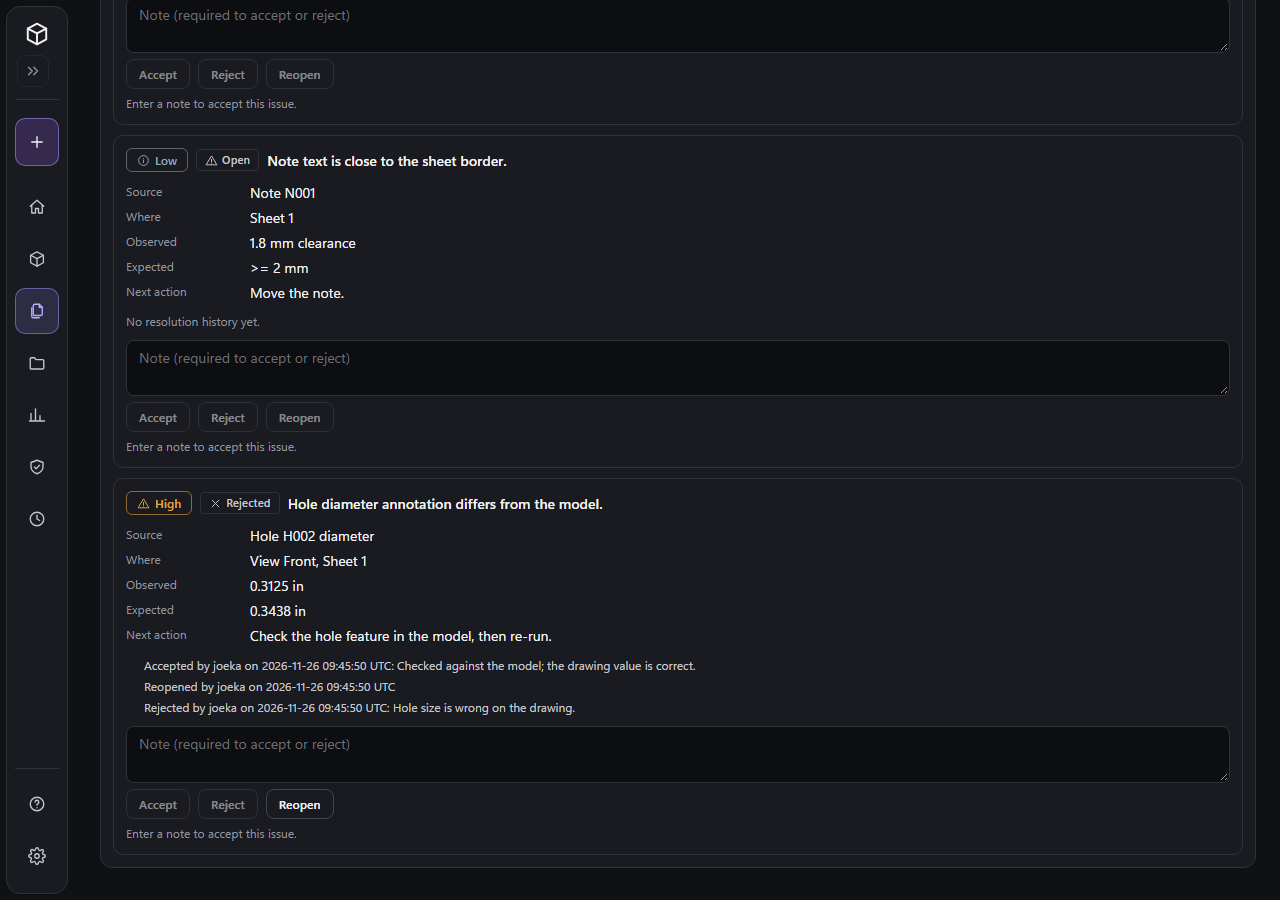 Note (required to accept or reject)
Accept Reject Reopen
Enter a note to accept this issue.
Low Open Note text is close to the sheet border.
Source Note N001
Where Sheet 1
Observed 1.8 mm clearance
Expected >= 2 mm
Next action Move the note.
No resolution history yet.
Note (required to accept or reject)
Accept Reject Reopen
Enter a note to accept this issue.
High Rejected Hole diameter annotation differs from the model.
Source Hole H002 diameter
Where View Front, Sheet 1
Observed 0.3125 in
Expected 0.3438 in
Next action Check the hole feature in the model, then re-run.
Accepted by joeka on 2026-11-26 09:45:50 UTC: Checked against the model; the drawing value is correct.
Reopened by joeka on 2026-11-26 09:45:50 UTC
Rejected by joeka on 2026-11-26 09:45:50 UTC: Hole size is wrong on the drawing.
Note (required to accept or reject)
Accept Reject Reopen
Enter a note to accept this issue.